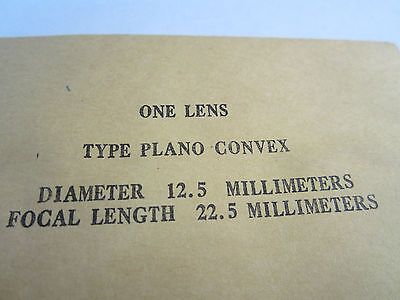 ONE LENS
TYPE PLANO CONVEX
DIAMETER 12.5 MILLIMETERS
FOCAL LENGTH 22.5 MILLIMETERS